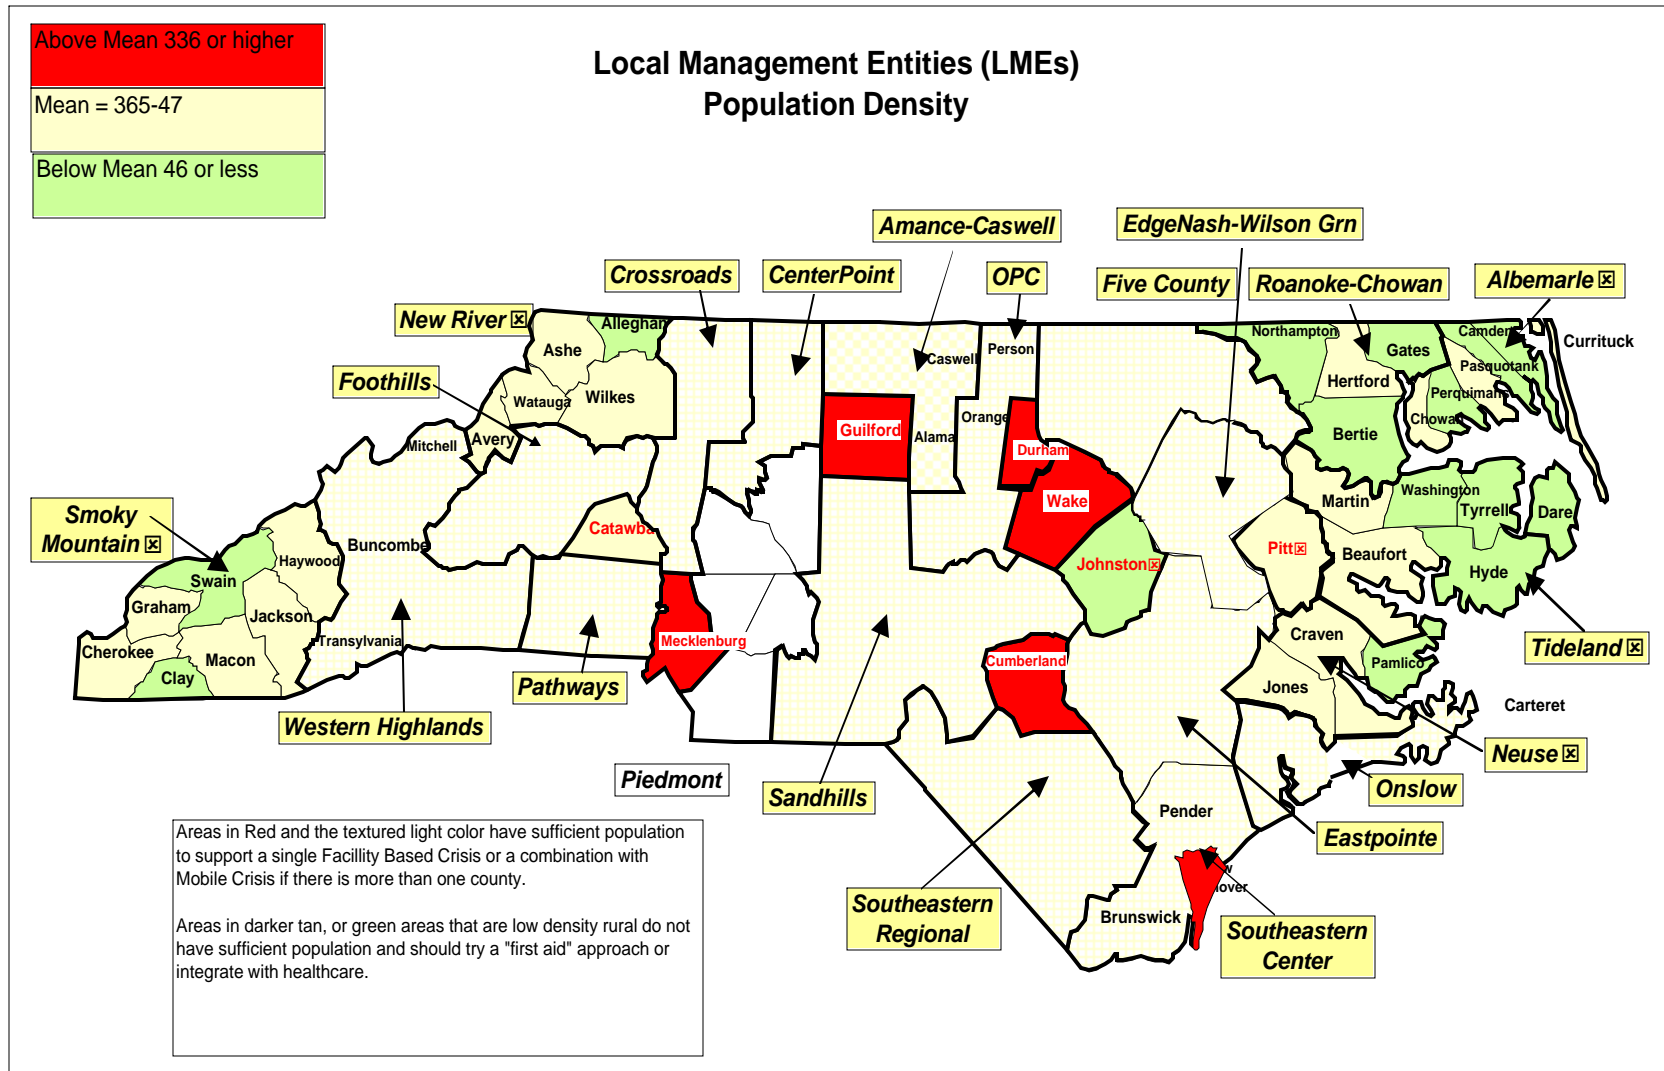 Above Mean 336 or higher
Mean = 365-47
Below Mean 46 or less
Local Management Entities (LMEs)
Population Density
Amance-Caswell
EdgeNash-Wilson Grn
Crossroads
CenterPoint
OPC
Five County
Roanoke-Chowan
Albemarle ☒
New River ☒
Alleghan
Northampton
Camden
Currituck
Ashe
Caswell
Person
Gates
Pasquotank
Foothills
Hertford
Perquimans
Watauga
Wilkes
Chowan
Orange
Guilford
Alama
Bertie
Mitchell
Avery
Durham
Wake
Martin
Washington
Tyrrell
Dare
Smoky
Mountain ☒
Catawba
Buncombe
Haywood
Pitt☒
Beaufort
Swain
Johnston☒
Hyde
Graham
Jackson
Transylvania
Mecklenburg
Craven
Cherokee
Macon
Cumberland
Pamlico
Tideland ☒
Clay
Pathways
Jones
Carteret
Western Highlands
Neuse ☒
Piedmont
Sandhills
Onslow
Pender
Eastpointe
Areas in Red and the textured light color have sufficient population
to support a single Facillity Based Crisis or a combination with
Mobile Crisis if there is more than one county.
Areas in darker tan, or green areas that are low density rural do not
have sufficient population and should try a "first aid" approach or
integrate with healthcare.
Southeastern
Regional
Brunswick
Southeastern
Center